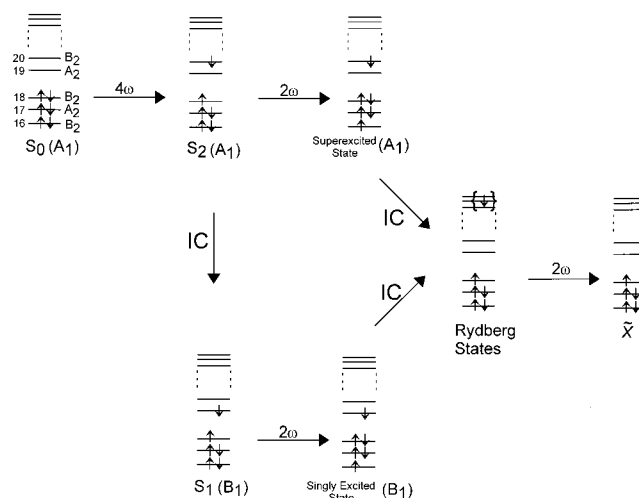 20 B2
19 A2
18 B2
17 A2
16 B2
S0 (A1)
4ω
S2 (A1)
2ω
Superexcited
State
(A1)
IC
IC
IC
{ }
Rydberg
States
2ω
X̃
S1 (B1)
2ω
Singly Excited
State
(B1)